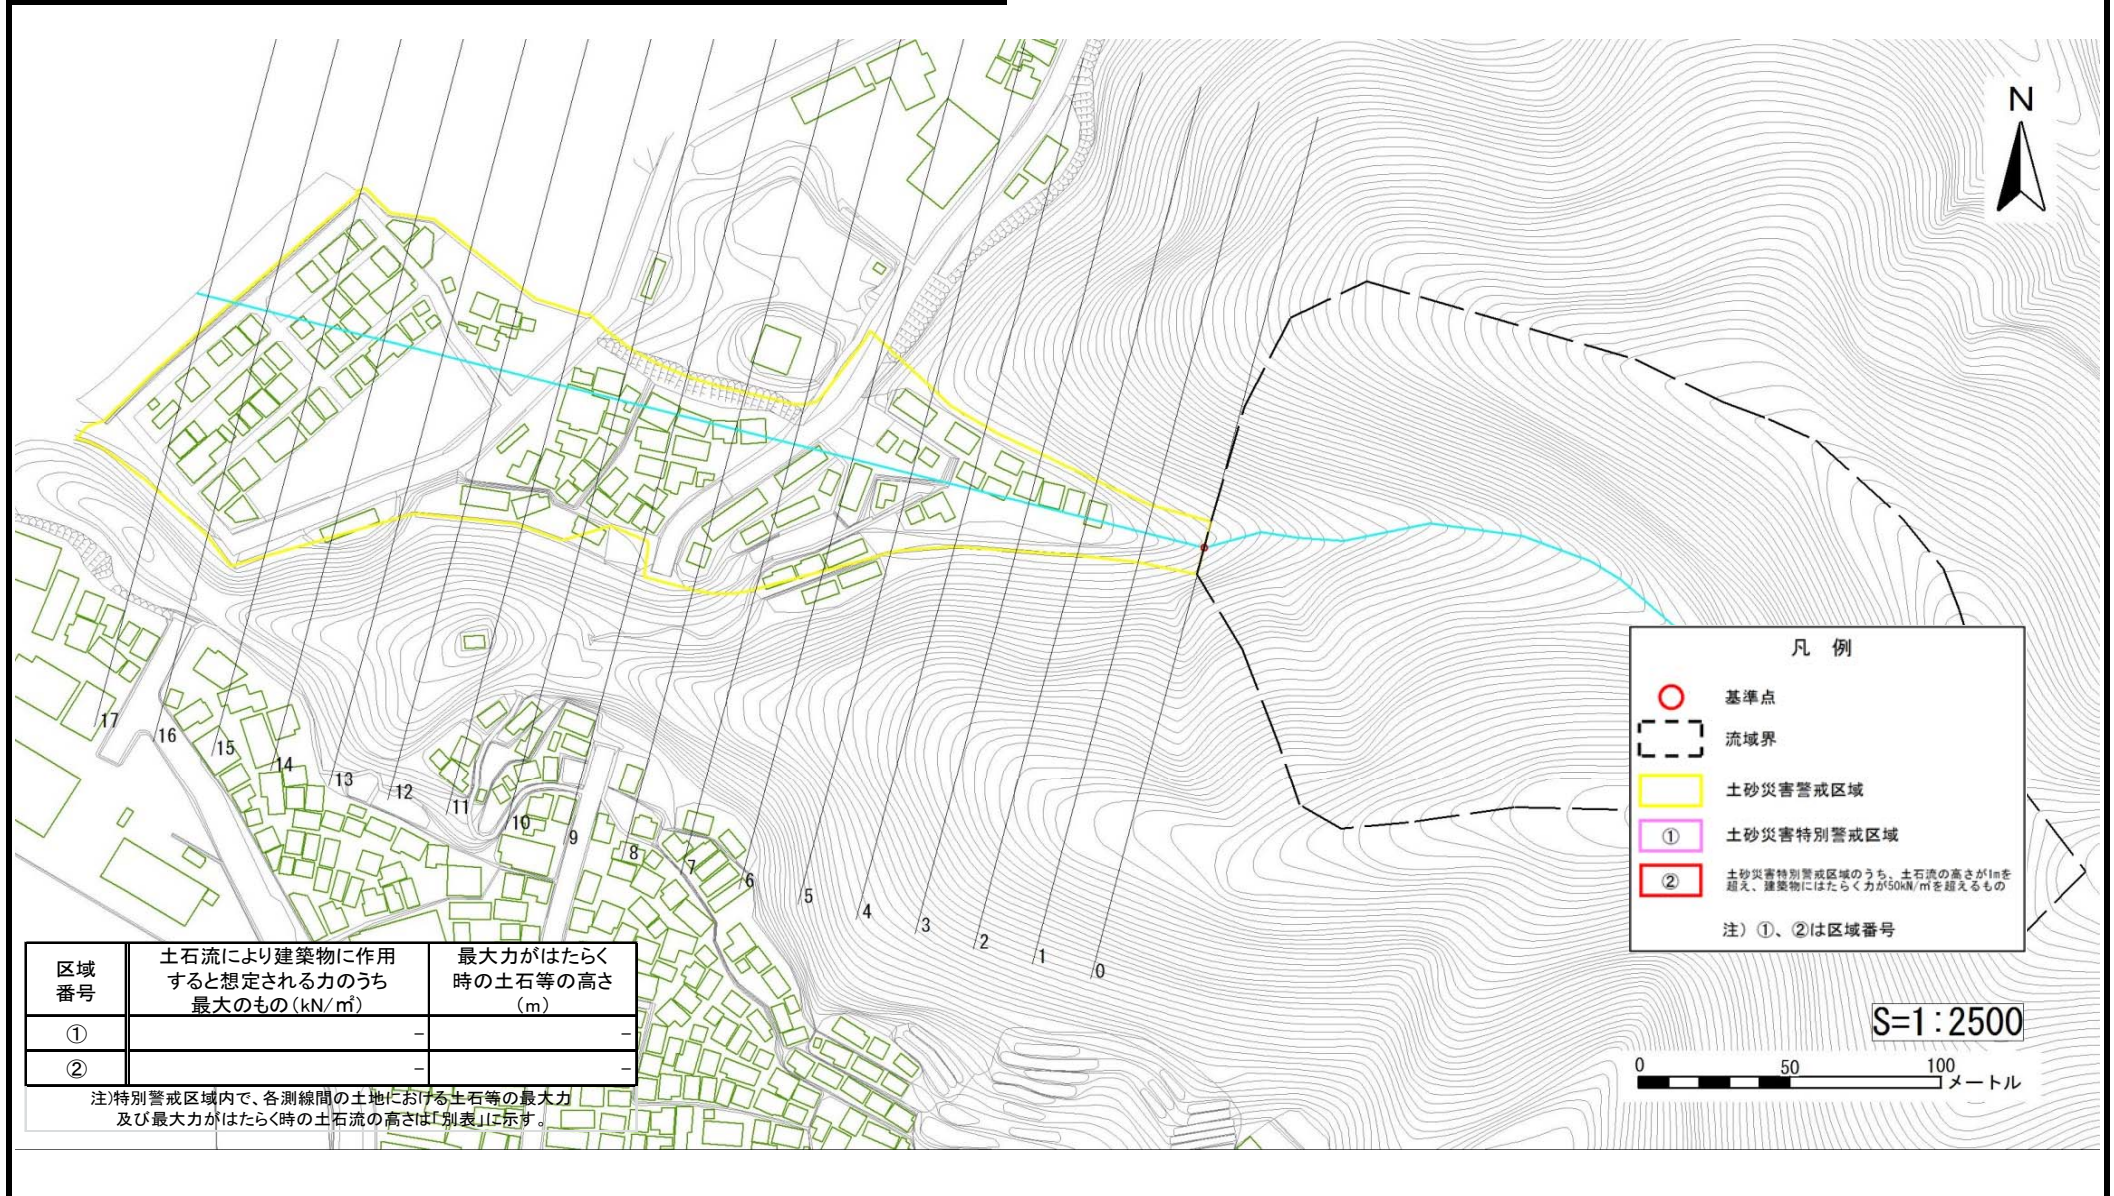 N
17
16
15
14
13
12
11
10
9
8
7
6
5
4
3
2
1
0
凡 例
基準点
流域界
土砂災害警戒区域
① 土砂災害特別警戒区域
② 土砂災害特別警戒区域のうち、土石流の高さが1mを
超え、建築物にはたらく力が50kN/㎡を超えるもの
注）①、②は区域番号
S=1:2500
0 50 100
メートル
区域
番号
土石流により建築物に作用
すると想定される力のうち
最大のもの（kN/㎡）
最大力がはたらく
時の土石等の高さ
（m）
① － －
② － －
注)特別警戒区域内で、各測線間の土地における土石等の最大力
及び最大力がはたらく時の土石流の高さは「別表」に示す。